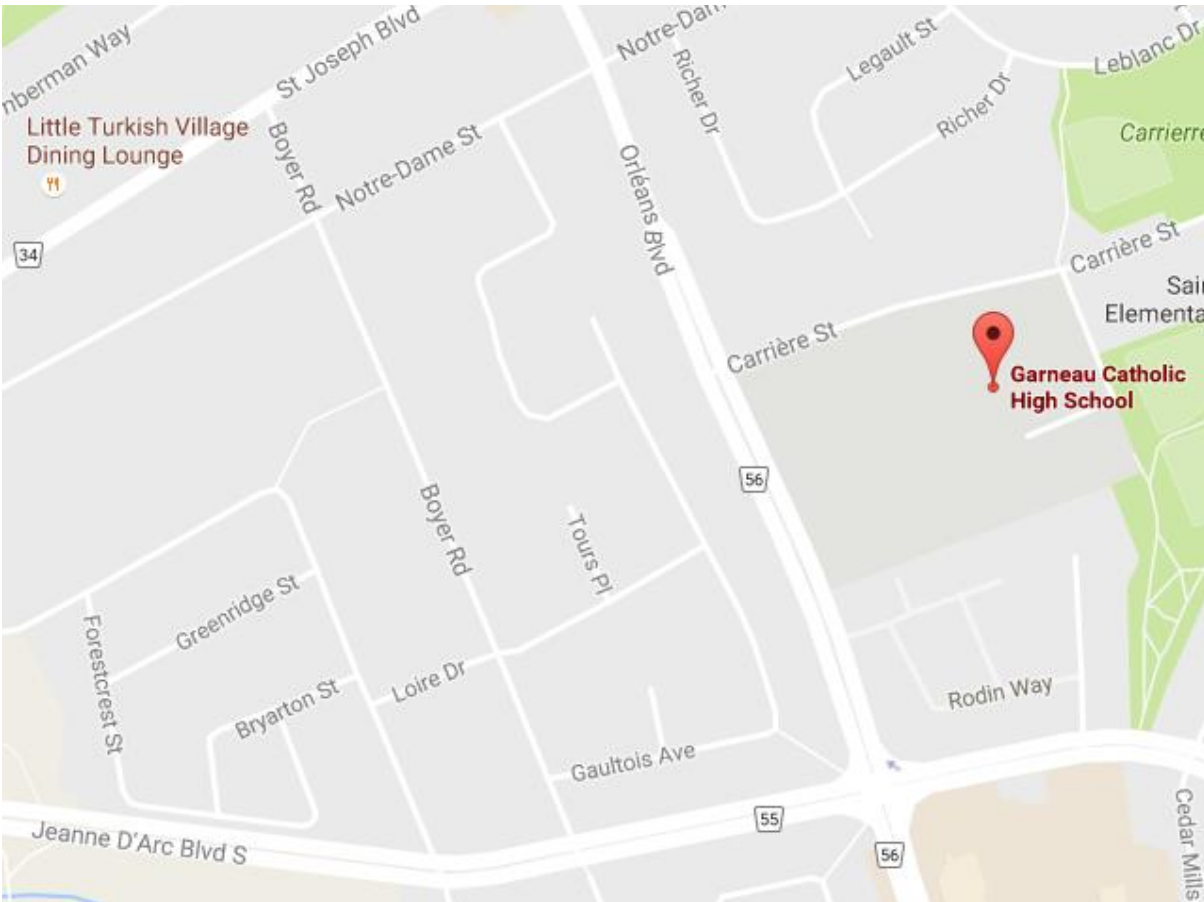 nberman Way
St Joseph Blvd
Notre-Dam
Legault St
Leblanc Dr
Richer Dr
Richer Dr
Little Turkish Village
Dining Lounge
Boyer Rd
Notre-Dame St
Orléans Blvd
Carrierre
34
Carrière St
Sain
Elementa
Carrière St
Garneau Catholic
High School
56
Boyer Rd
Tours Pl
Greenridge St
Forestcrest St
Loire Dr
Bryarton St
Rodin Way
Gaultois Ave
55
Jeanne D'Arc Blvd S
56
Cedar Mills